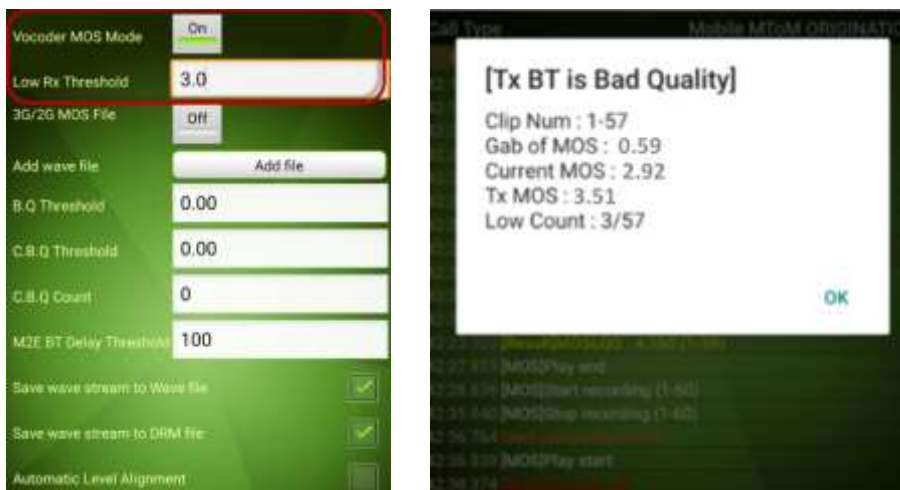 Vocoder MOS Mode
On
Low Rx Threshold
3.0
3G/2G MOS File
Off
Add wave file
Add file
B.Q Threshold
0.00
C.B.Q Threshold
0.00
C.B.Q Count
0
M2E BT Delay Threshold
100
Save wave stream to Wave file
Save wave stream to DRM file
Automatic Level Alignment
Call Type
Mobile MToM ORIGINATIO
[Tx BT is Bad Quality]
Clip Num : 1-57
Gab of MOS : 0.59
Current MOS : 2.92
Tx MOS : 3.51
Low Count : 3/57
OK
[MOS]Play end
[MOS]Start recording (1-60)
[MOS]Stop recording (1-60)
[MOS]Play start